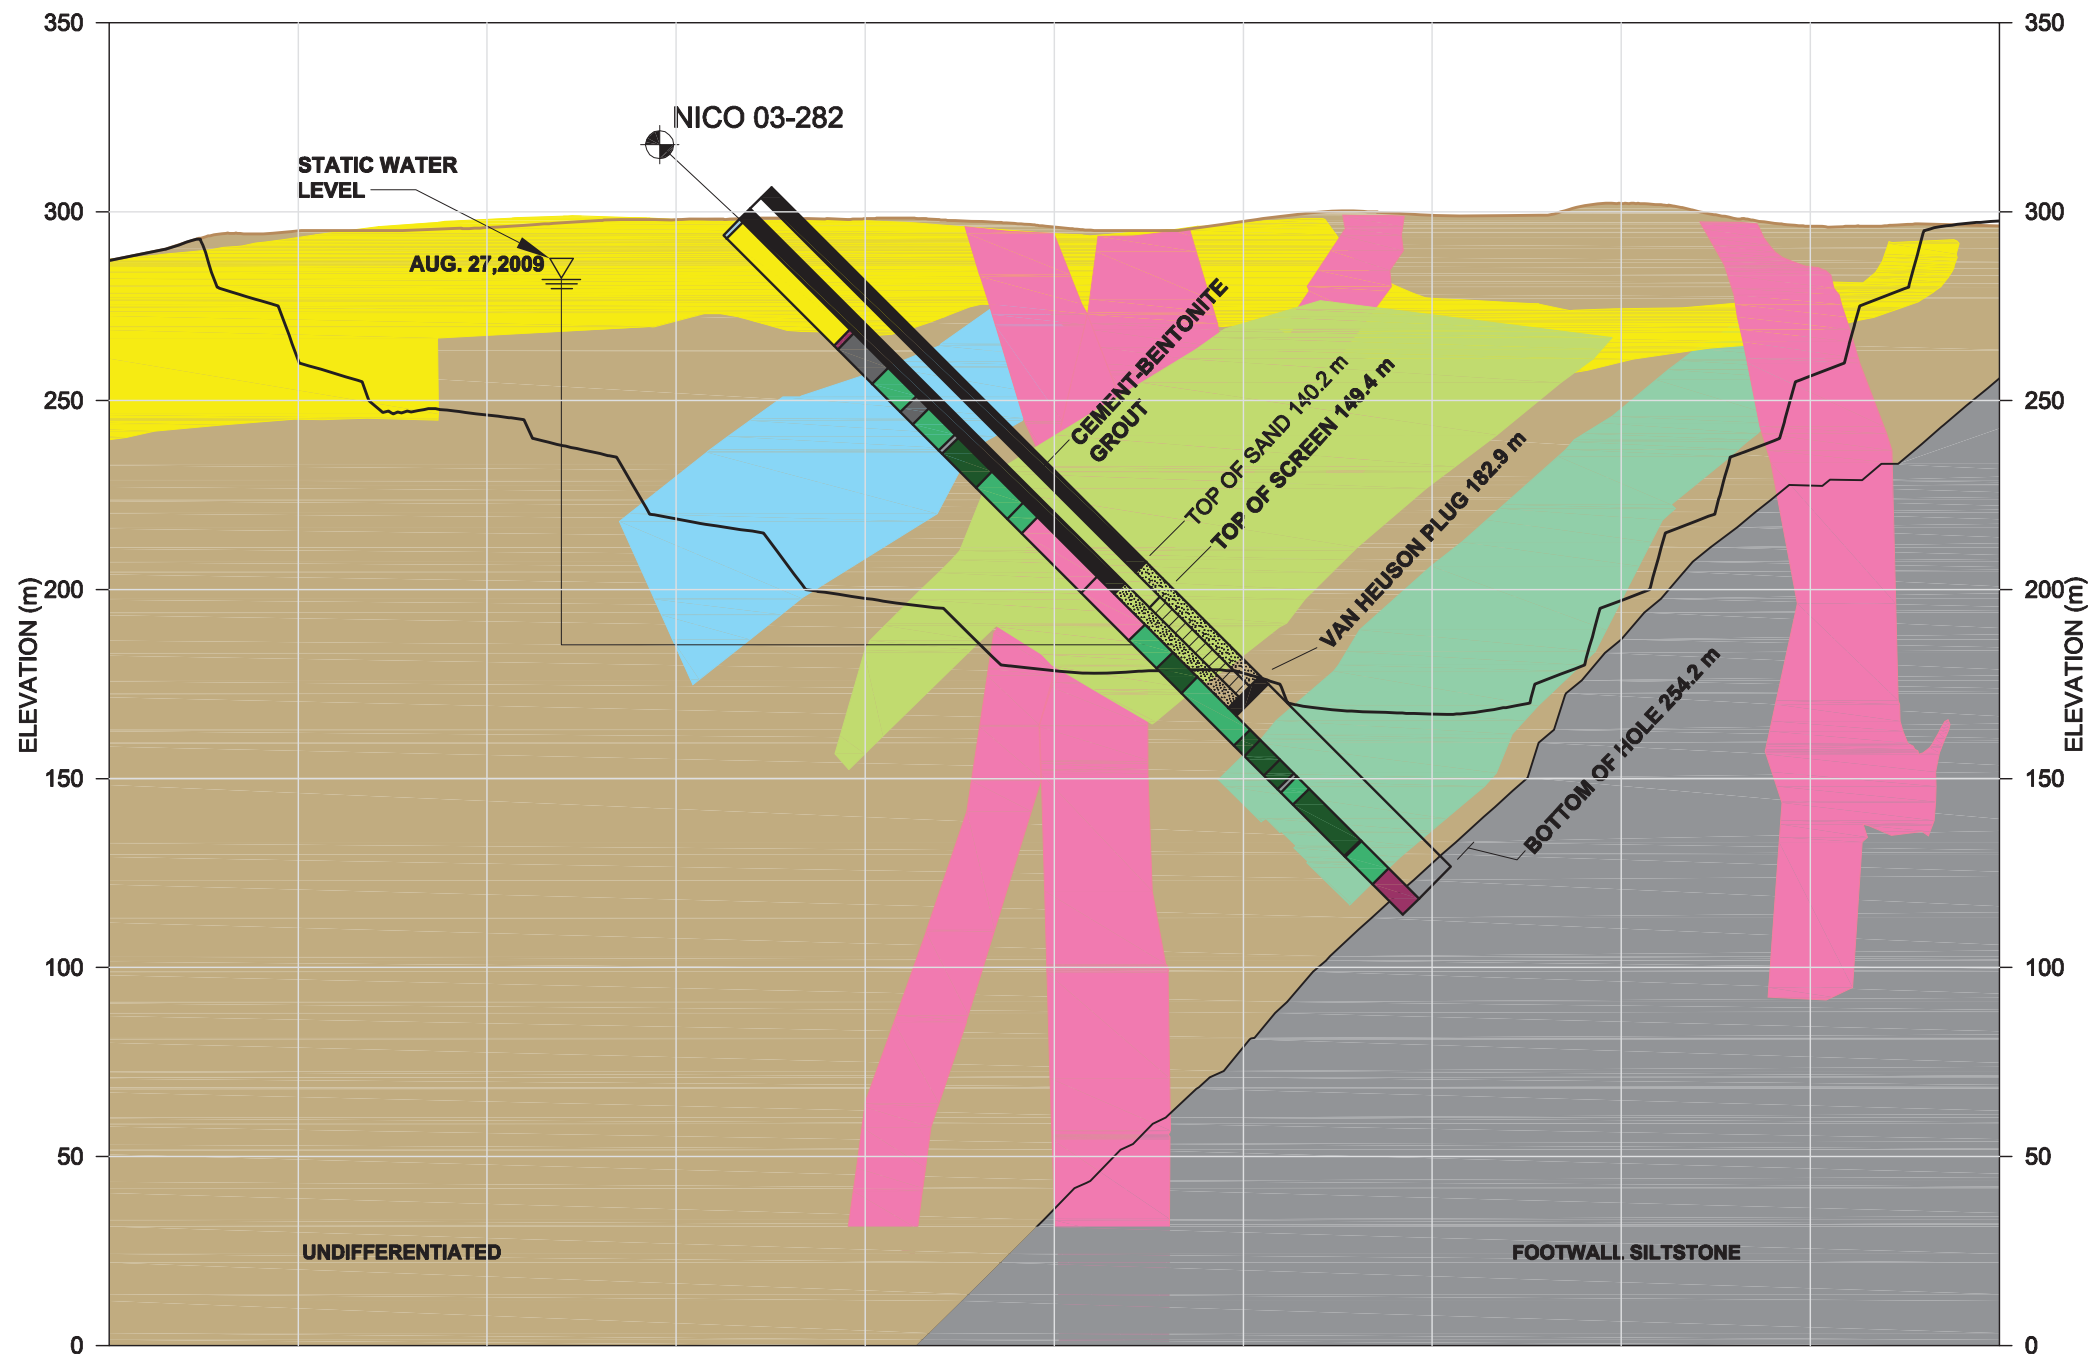 350
350
NICO 03-282
STATIC WATER
LEVEL
300
300
AUG. 27,2009
CEMENT-BENTONITE
GROUT
TOP OF SAND 140.2 m
TOP OF SCREEN 149.4 m
250
250
VAN HEUSON PLUG 182.9 m
200
200
ELEVATION (m)
ELEVATION (m)
BOTTOM OF HOLE 254.2 m
150
150
100
100
50
50
UNDIFFERENTIATED
FOOTWALL SILTSTONE
0
0